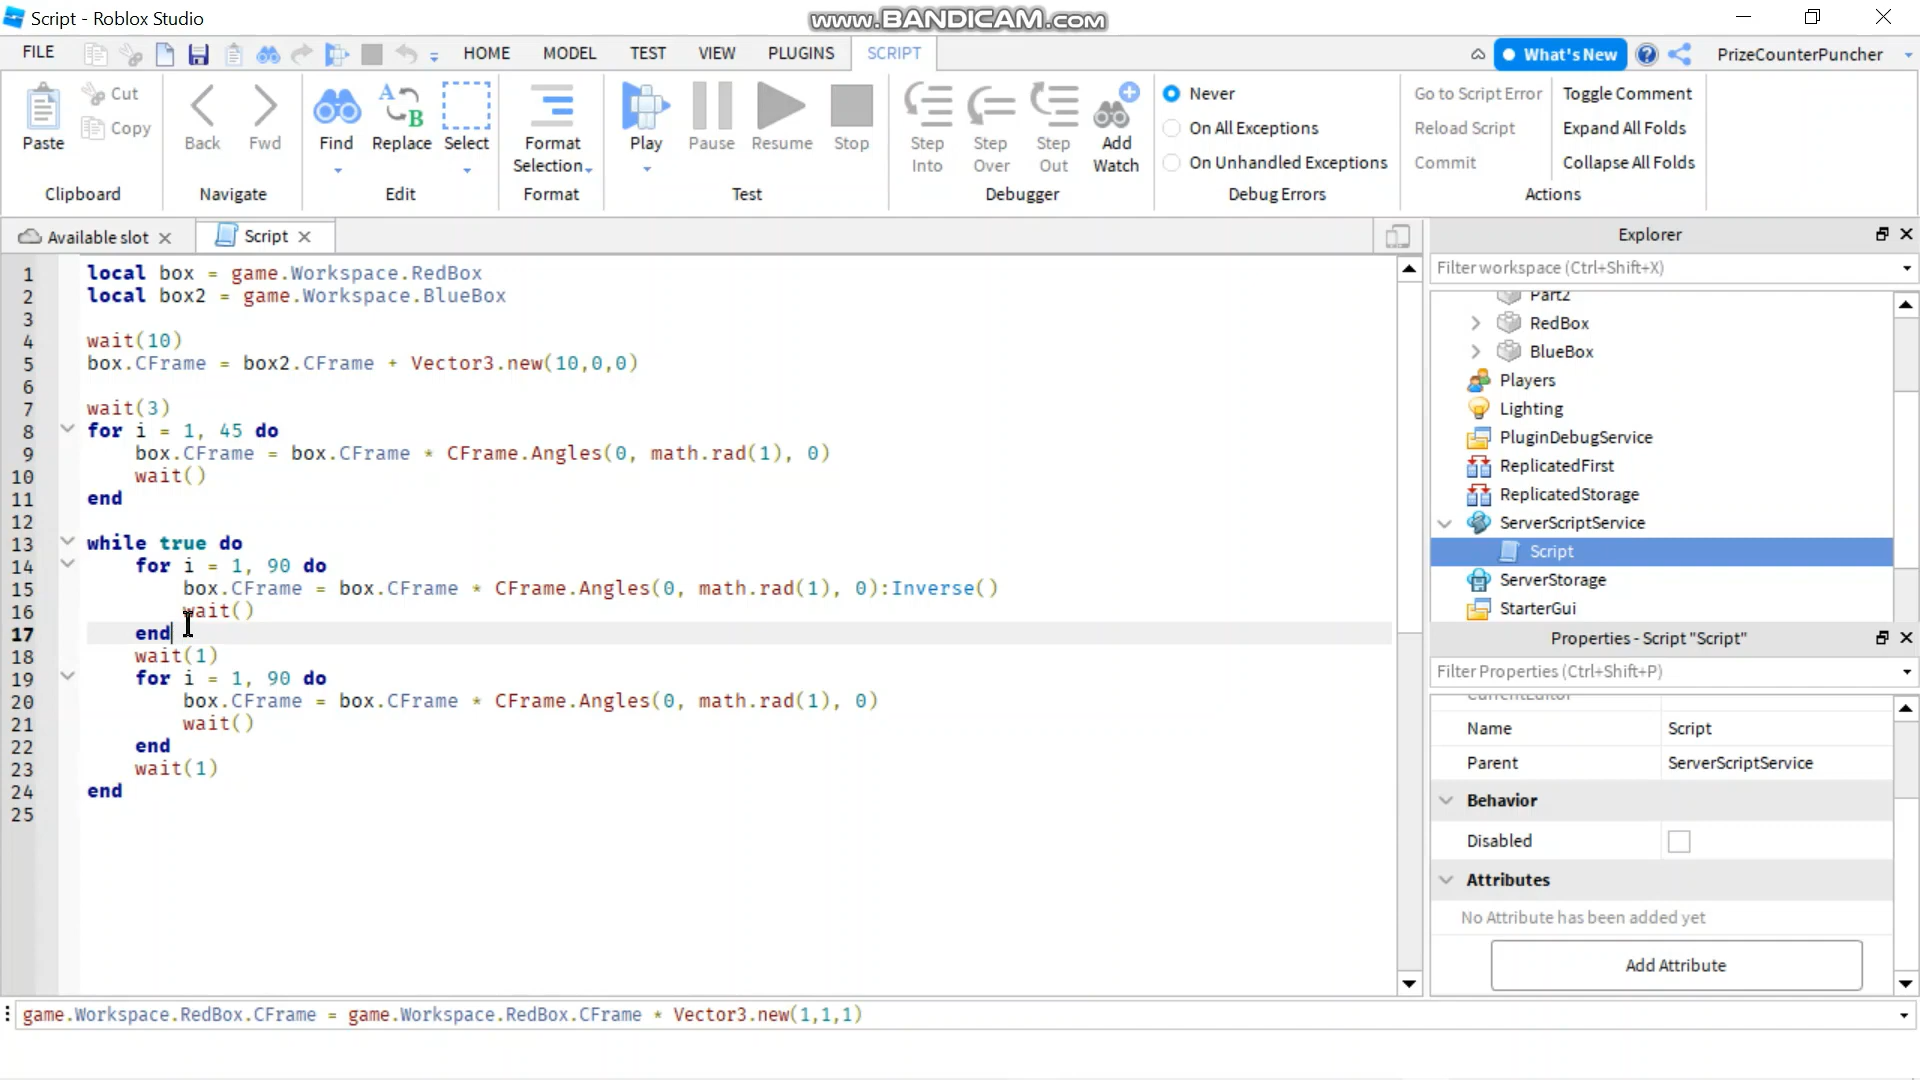 Script - Roblox Studio
www.BANDICAM.com
FILE HOME MODEL TEST VIEW PLUGINS SCRIPT What's New PrizeCounterPuncher
Paste Cut Copy
Clipboard
Back Fwd
Navigate
Find Replace Select
Edit
Format Selection
Format
Play Pause Resume Stop
Test
Step Into Step Over Step Out Add Watch
Debugger
Never
On All Exceptions
On Unhandled Exceptions
Debug Errors
Go to Script Error Toggle Comment
Reload Script Expand All Folds
Commit Collapse All Folds
Actions
Available slot Script
1 local box = game.Workspace.RedBox
2 local box2 = game.Workspace.BlueBox
3
4 wait(10)
5 box.CFrame = box2.CFrame + Vector3.new(10,0,0)
6
7 wait(3)
8 for i = 1, 45 do
9 box.CFrame = box.CFrame * CFrame.Angles(0, math.rad(1), 0)
10 wait()
11 end
12
13 while true do
14 for i = 1, 90 do
15 box.CFrame = box.CFrame * CFrame.Angles(0, math.rad(1), 0):Inverse()
16 wait()
17 end
18 wait(1)
19 for i = 1, 90 do
20 box.CFrame = box.CFrame * CFrame.Angles(0, math.rad(1), 0)
21 wait()
22 end
23 wait(1)
24 end
25
Explorer
Filter workspace (Ctrl+Shift+X)
Part2
RedBox
BlueBox
Players
Lighting
PluginDebugService
ReplicatedFirst
ReplicatedStorage
ServerScriptService
Script
ServerStorage
StarterGui
Properties - Script "Script"
Filter Properties (Ctrl+Shift+P)
CurrentEditor
Name Script
Parent ServerScriptService
Behavior
Disabled
Attributes
No Attribute has been added yet
Add Attribute
game.Workspace.RedBox.CFrame = game.Workspace.RedBox.CFrame * Vector3.new(1,1,1)